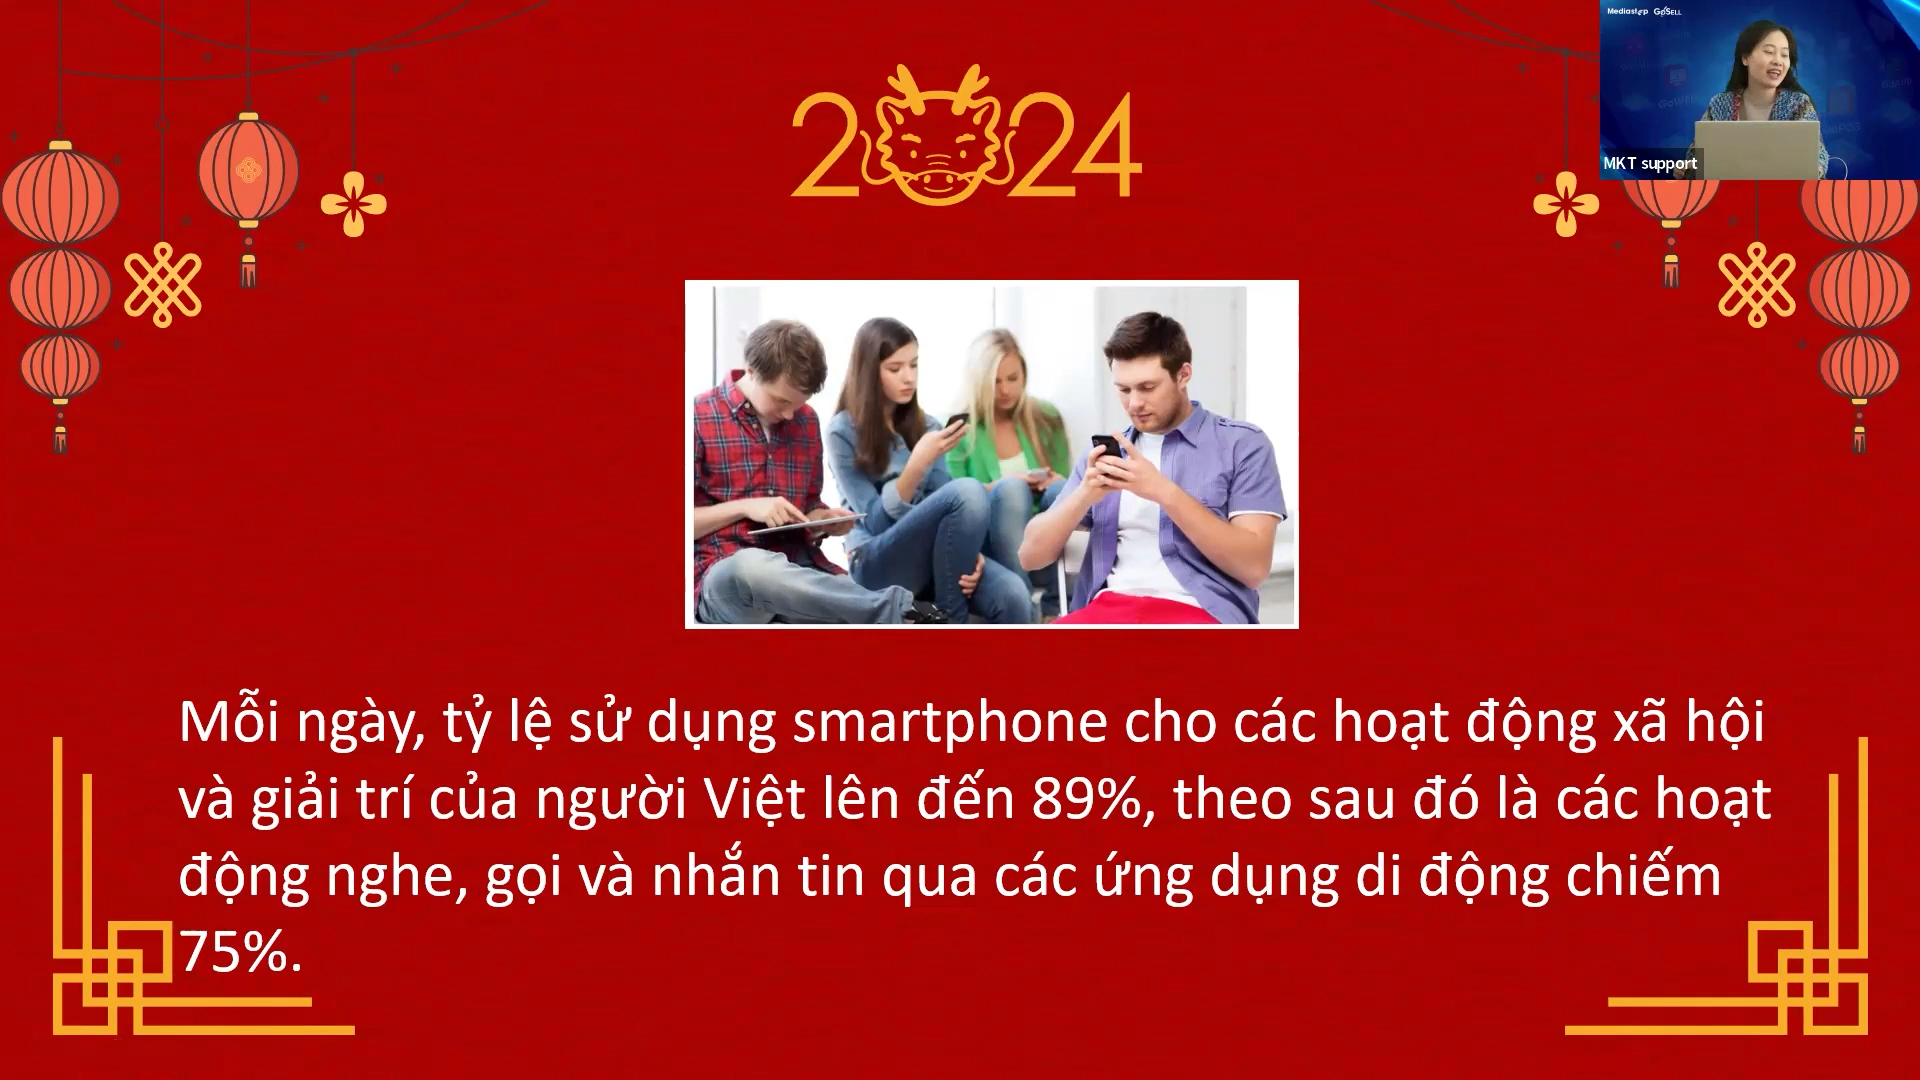 Mediastep GoSELL
MKT support
2024
Mỗi ngày, tỷ lệ sử dụng smartphone cho các hoạt động xã hội
và giải trí của người Việt lên đến 89%, theo sau đó là các hoạt
động nghe, gọi và nhắn tin qua các ứng dụng di động chiếm
75%.